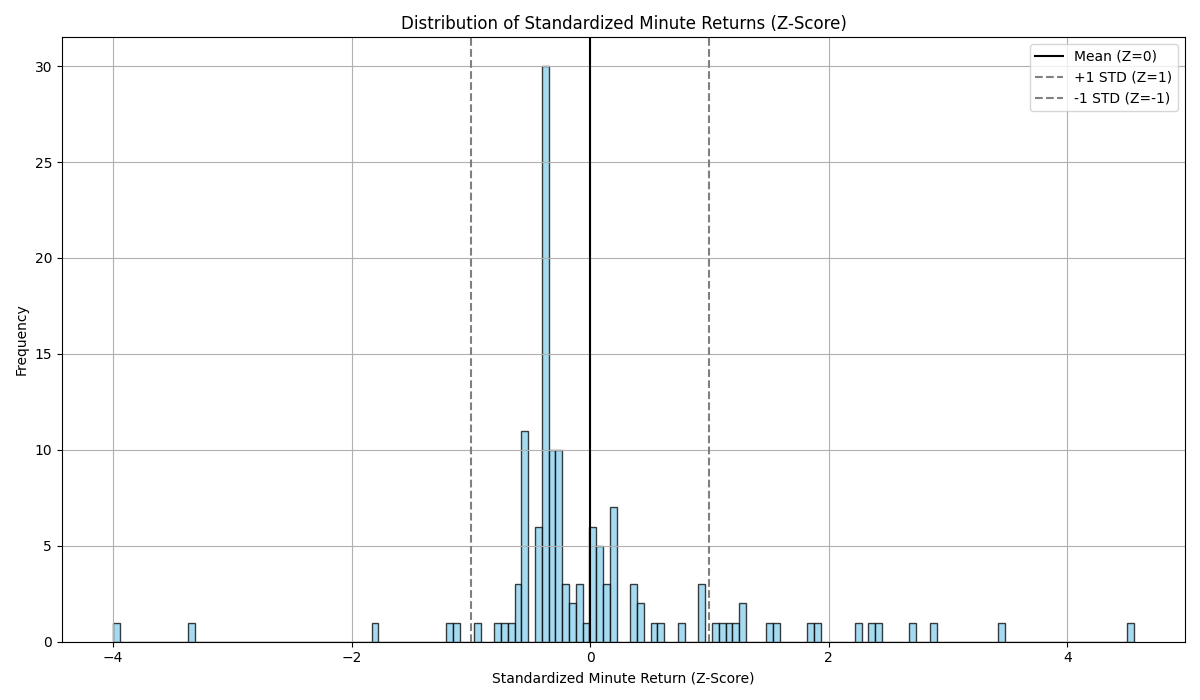 Distribution of Standardized Minute Returns (Z-Score)
Mean (Z=0)
+1 STD (Z=1)
-1 STD (Z=-1)
30
25
20
15
10
5
0
Frequency
−4
−2
0
2
4
Standardized Minute Return (Z-Score)